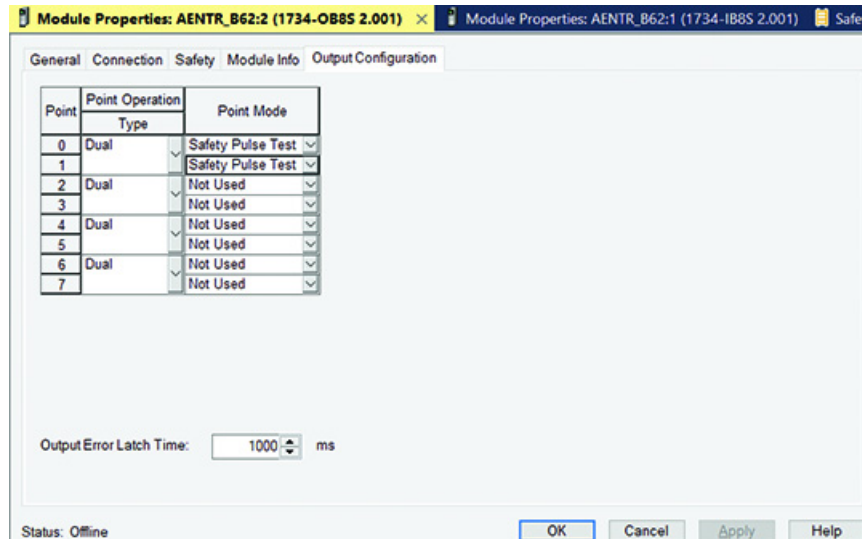 Module Properties: AENTR_B62:2 (1734-OB8S 2.001) × Module Properties: AENTR_B62:1 (1734-IB8S 2.001) Safe
General Connection Safety Module Info Output Configuration
Point Point Operation Point Mode
Type
0 Dual Safety Pulse Test
1 Safety Pulse Test
2 Dual Not Used
3 Not Used
4 Dual Not Used
5 Not Used
6 Dual Not Used
7 Not Used
Output Error Latch Time: 1000 ms
Status: Offline OK Cancel Apply Help